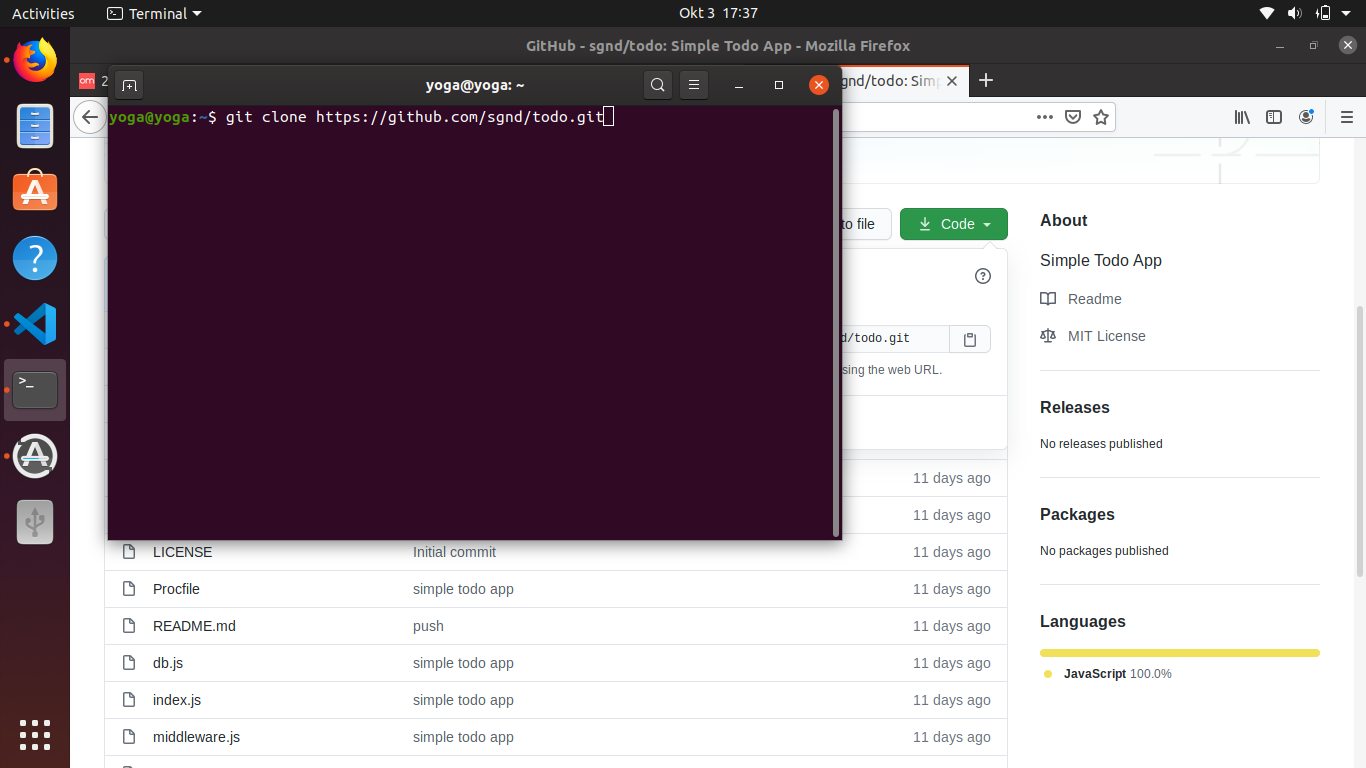 Activities
Terminal
Okt 3 17:37
GitHub - sgnd/todo: Simple Todo App - Mozilla Firefox
om 2
yoga@yoga: ~
gnd/todo: Sim
yoga@yoga:~$ git clone https://github.com/sgnd/todo.git
to file
Code
d/todo.git
sing the web URL.
11 days ago
11 days ago
LICENSE Initial commit 11 days ago
Procfile simple todo app 11 days ago
README.md push 11 days ago
db.js simple todo app 11 days ago
index.js simple todo app 11 days ago
middleware.js simple todo app 11 days ago
About
Simple Todo App
Readme
MIT License
Releases
No releases published
Packages
No packages published
Languages
JavaScript 100.0%